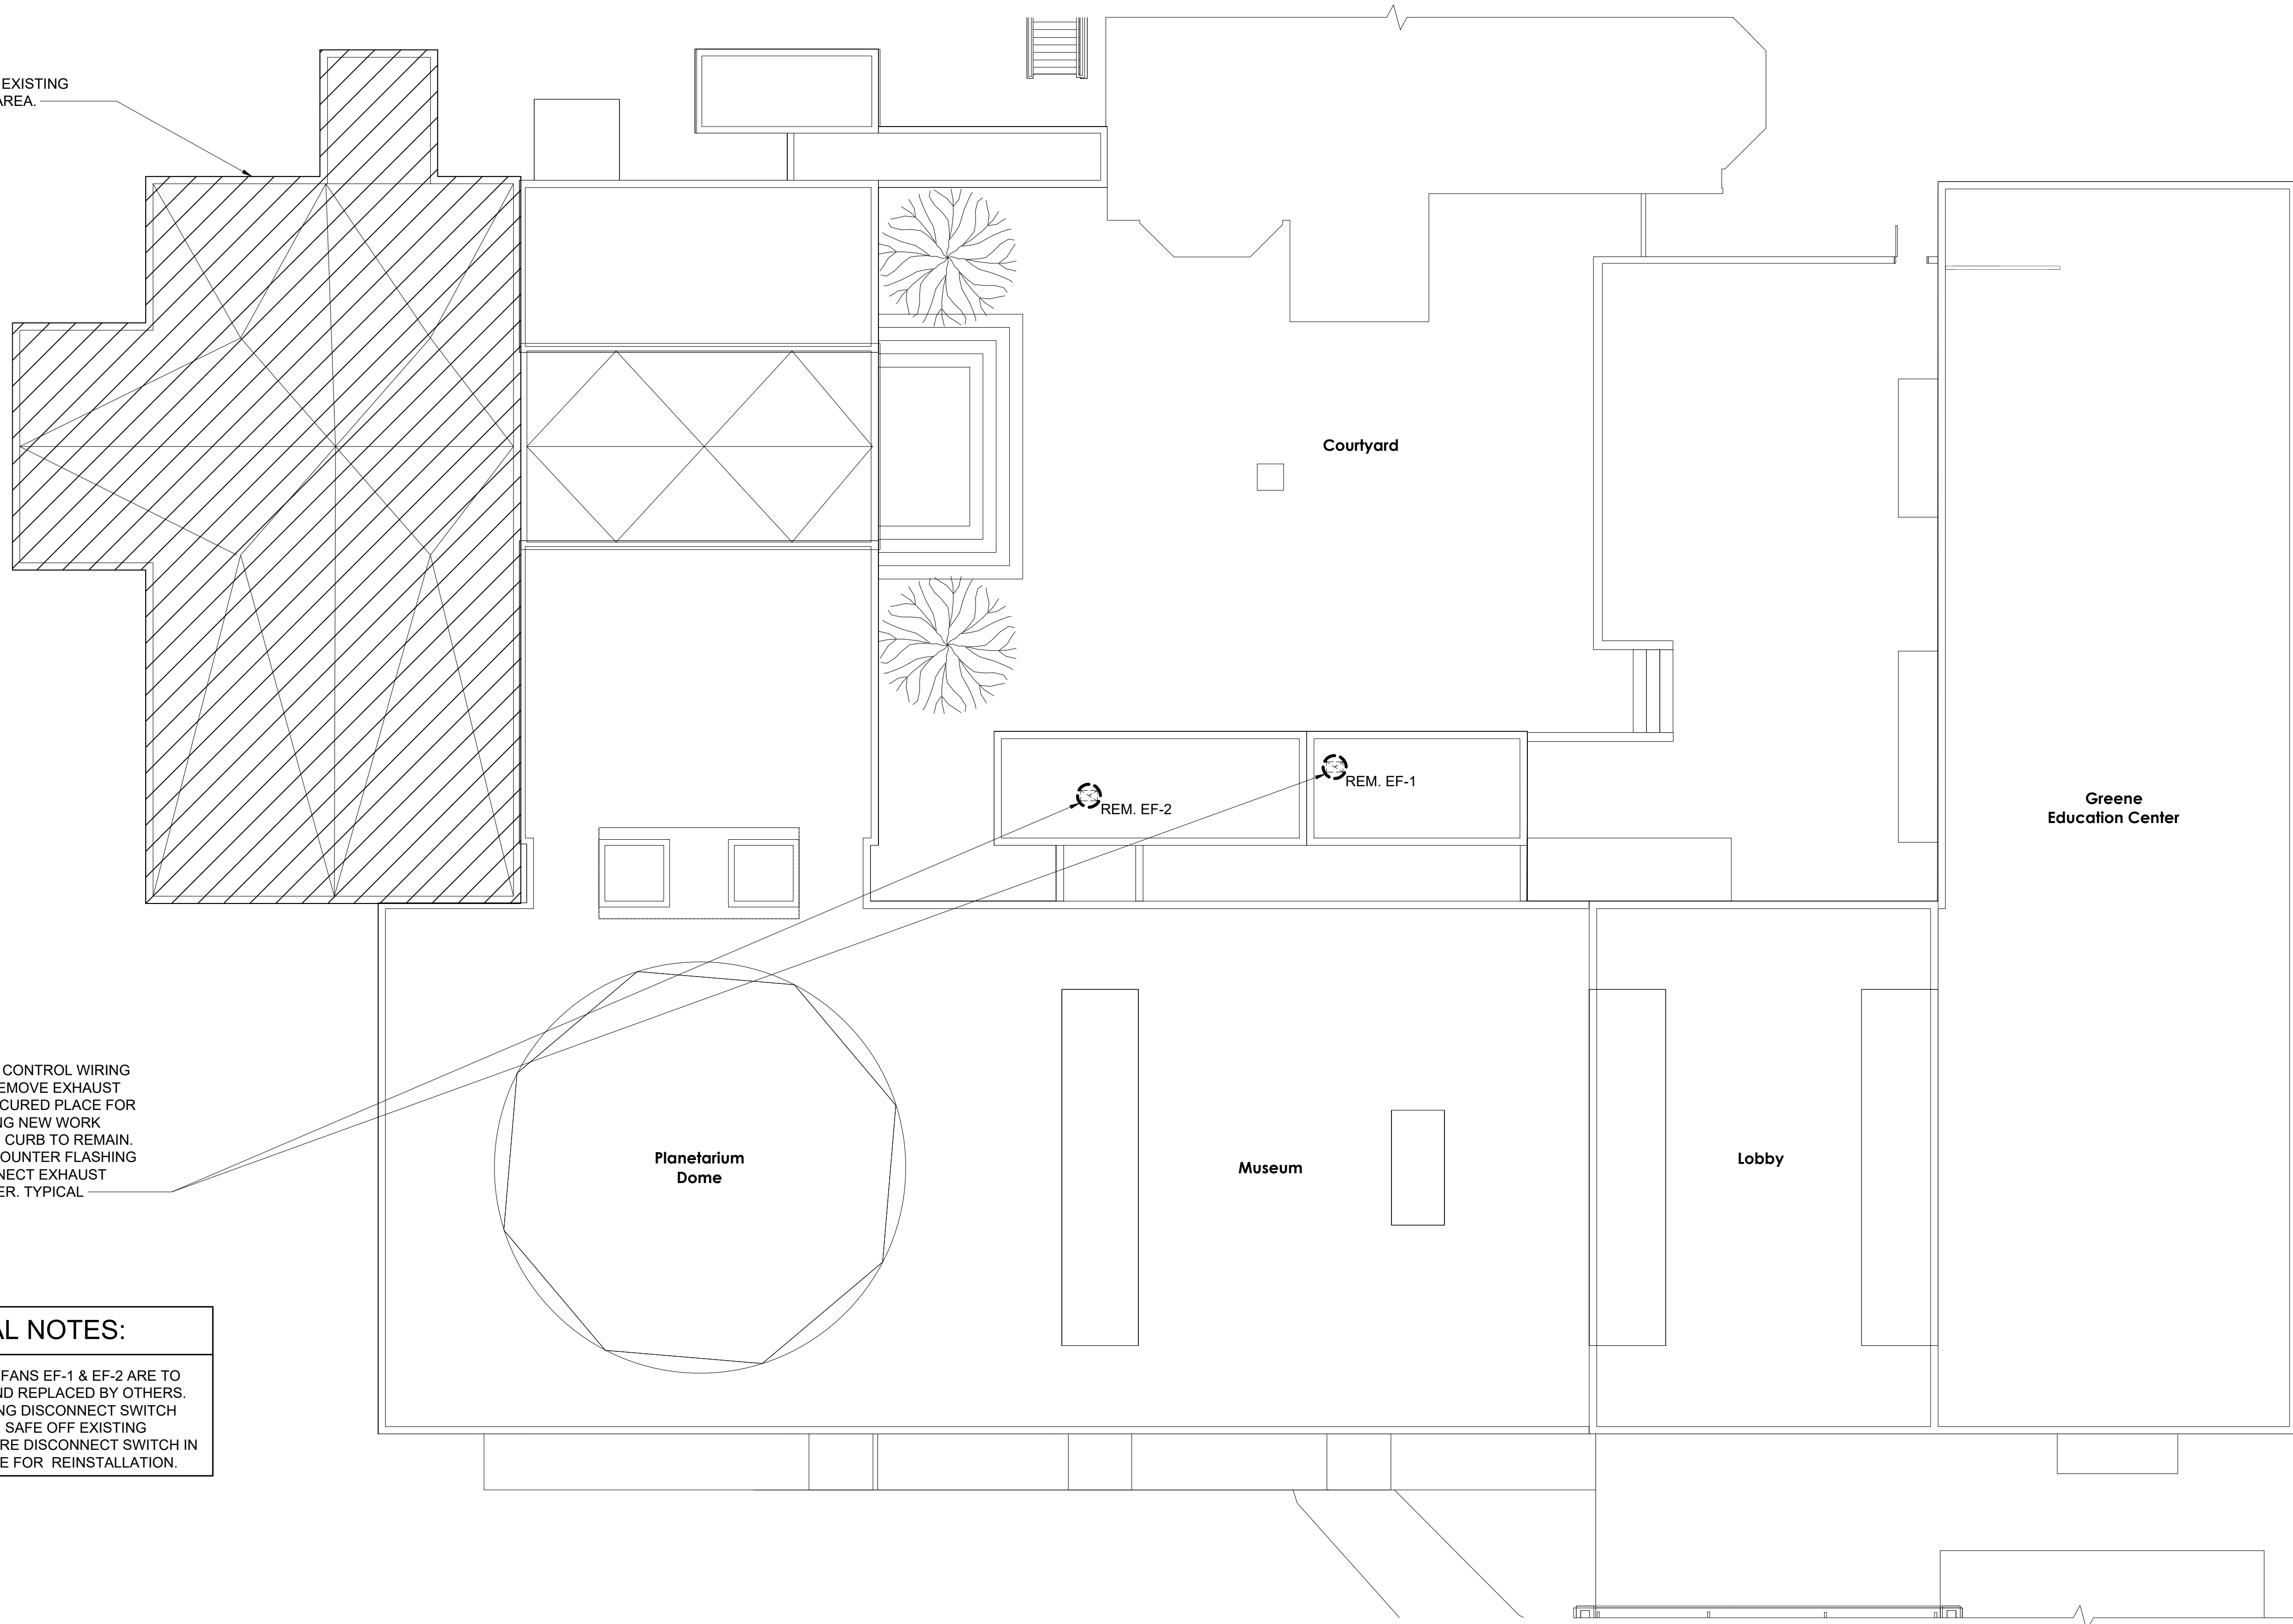 EXISTING
AREA.
Courtyard
REM. EF-1
REM. EF-2
Greene
Education Center
CONTROL WIRING
EMOVE EXHAUST
CURED PLACE FOR
NG NEW WORK
CURB TO REMAIN.
OUNTER FLASHING
NECT EXHAUST
ER. TYPICAL
Planetarium
Dome
Museum
Lobby
AL NOTES:
FANS EF-1 & EF-2 ARE TO
ND REPLACED BY OTHERS.
NG DISCONNECT SWITCH
SAFE OFF EXISTING
RE DISCONNECT SWITCH IN
E FOR REINSTALLATION.